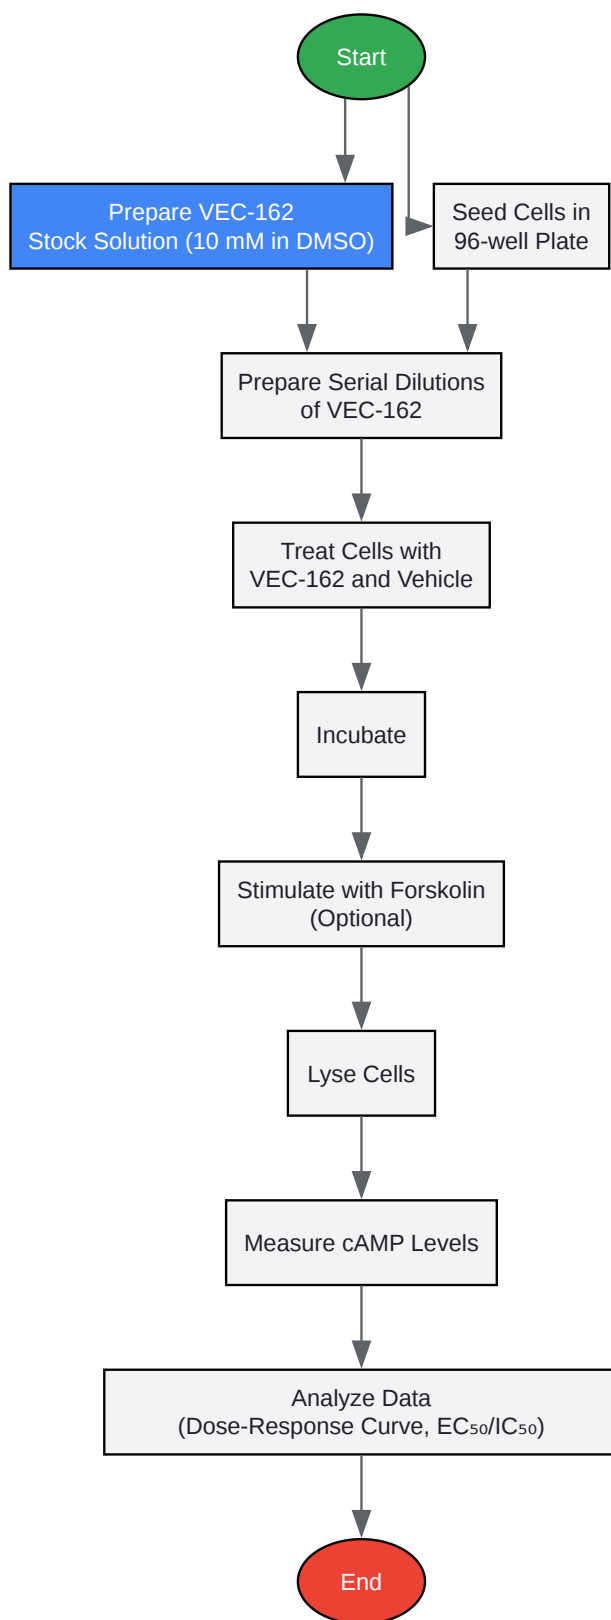 Start
Prepare VEC-162
Stock Solution (10 mM in DMSO)
Seed Cells in
96-well Plate
Prepare Serial Dilutions
of VEC-162
Treat Cells with
VEC-162 and Vehicle
Incubate
Stimulate with Forskolin
(Optional)
Lyse Cells
Measure cAMP Levels
Analyze Data
(Dose-Response Curve, EC₅₀/IC₅₀)
End